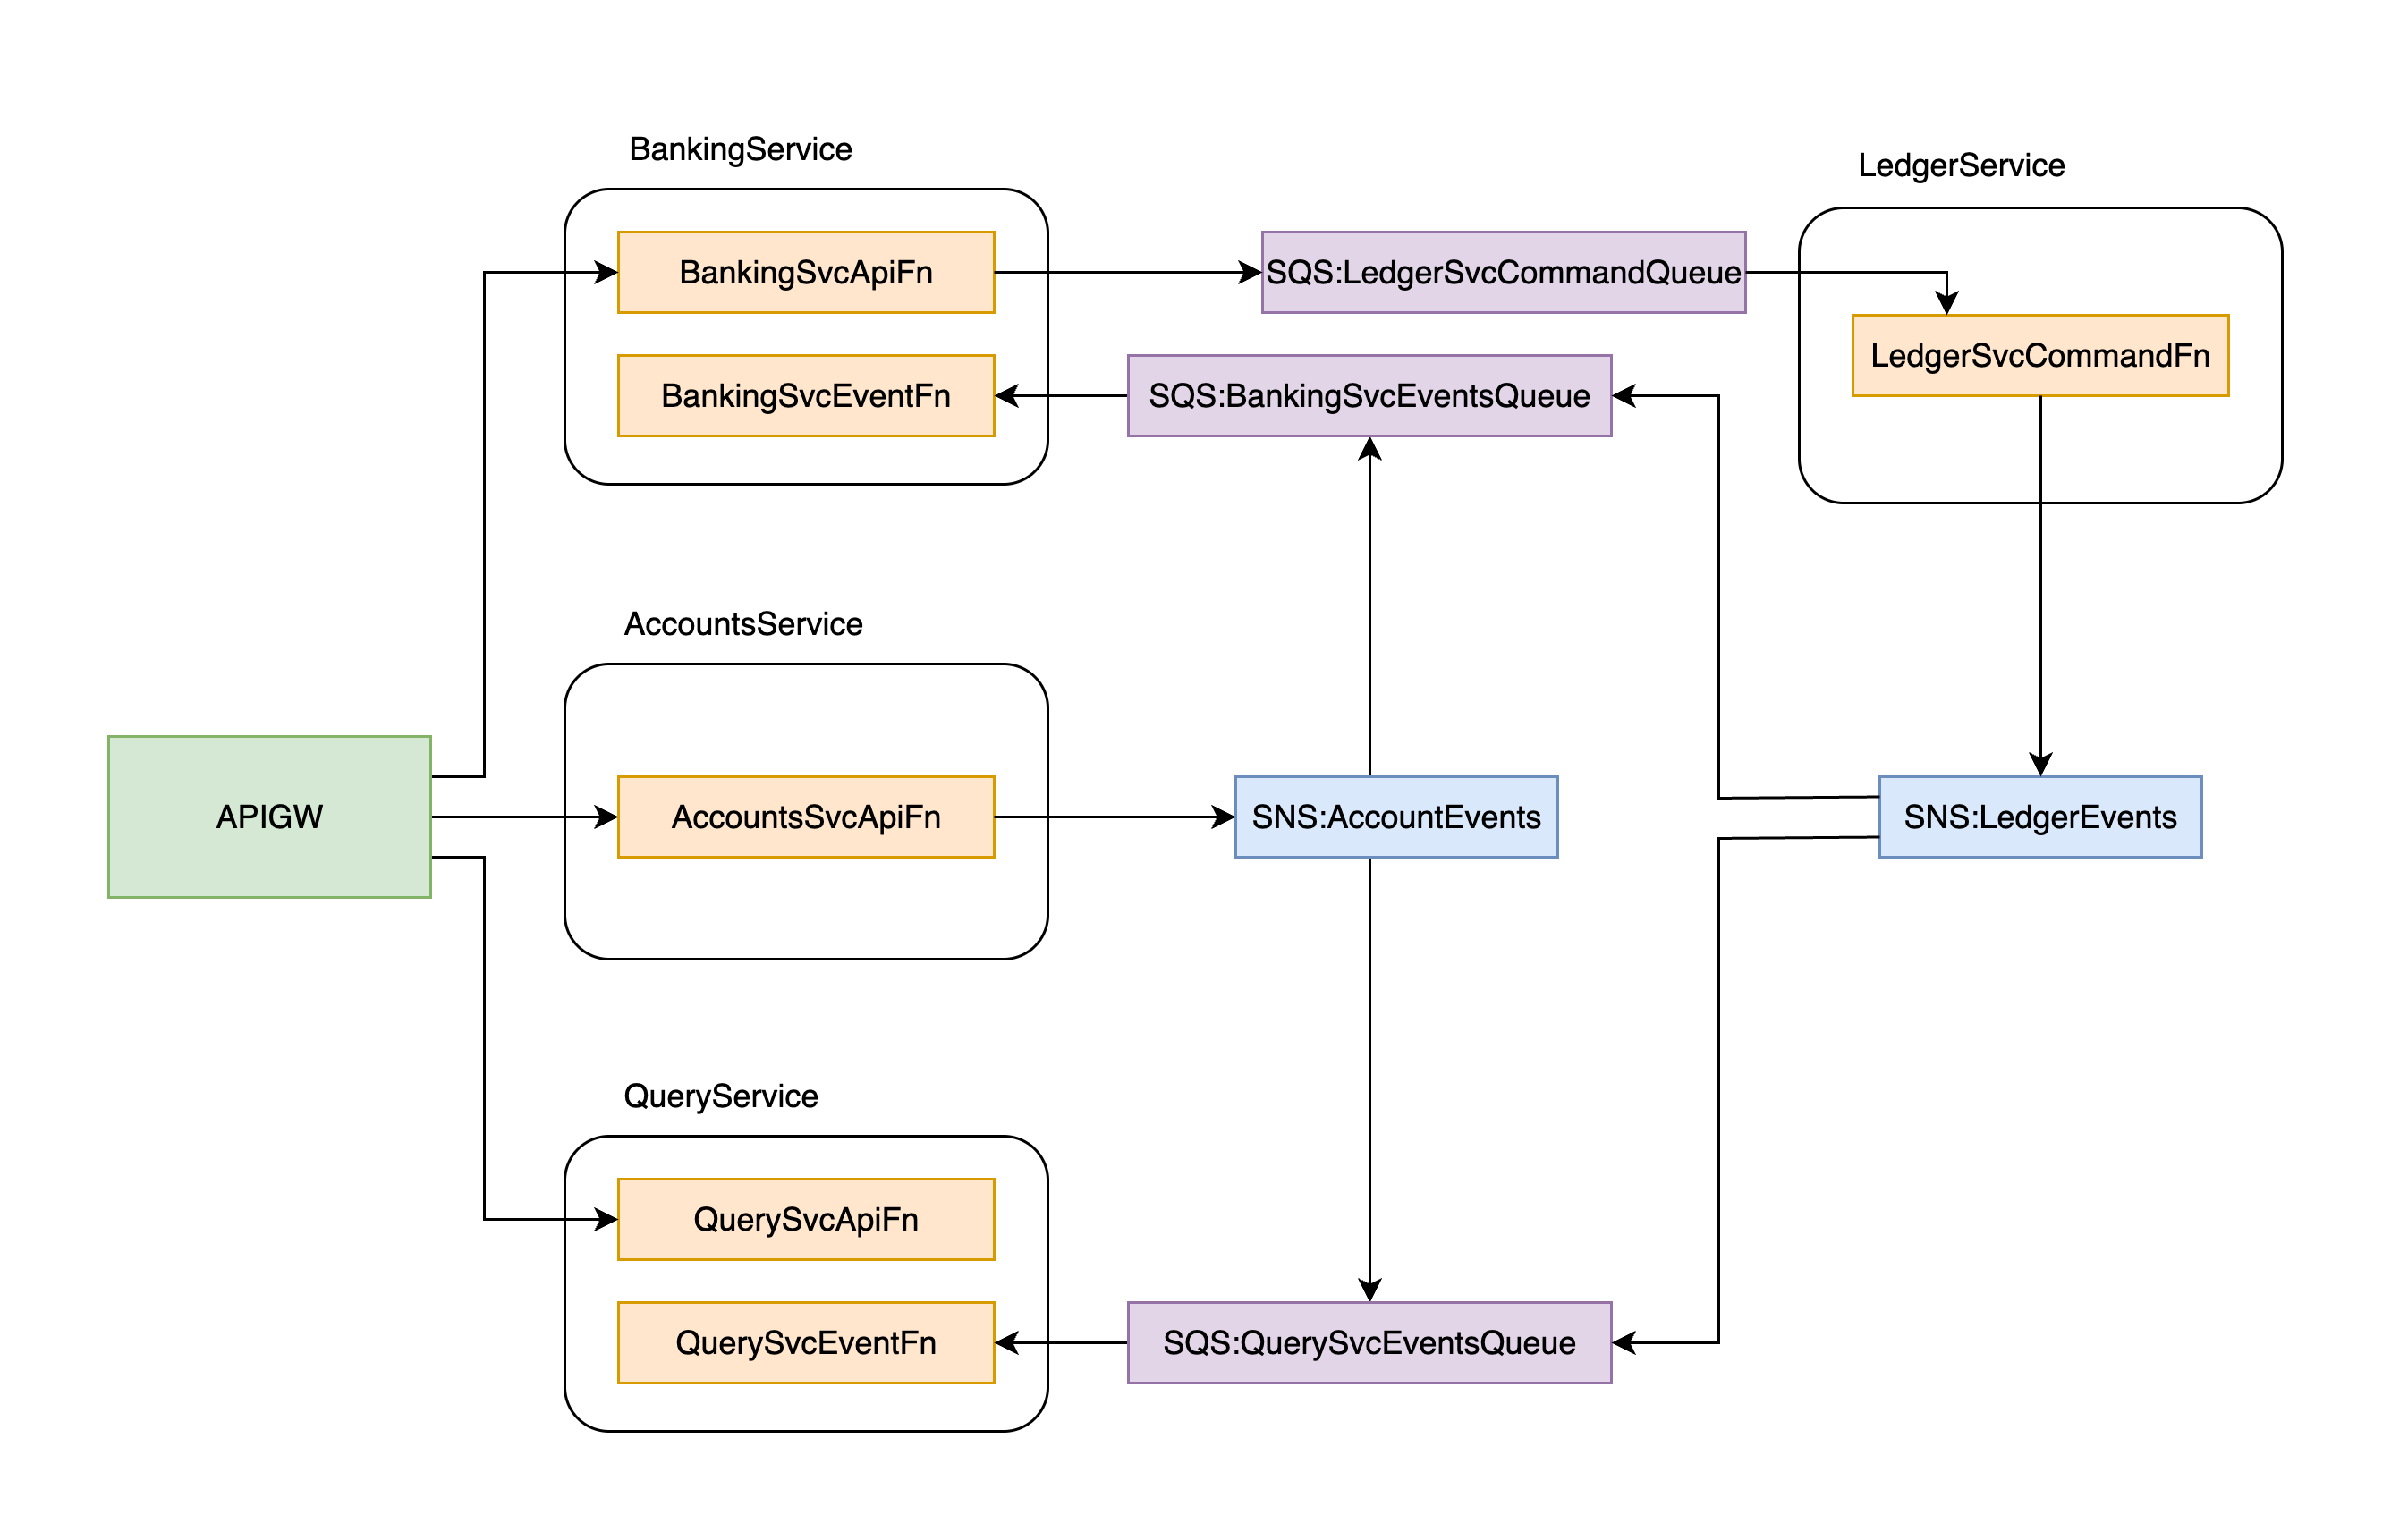 BankingService
LedgerService
BankingSvcApiFn
SQS:LedgerSvcCommandQueue
LedgerSvcCommandFn
BankingSvcEventFn
SQS:BankingSvcEventsQueue
AccountsService
APIGW
AccountsSvcApiFn
SNS:AccountEvents
SNS:LedgerEvents
QueryService
QuerySvcApiFn
QuerySvcEventFn
SQS:QuerySvcEventsQueue